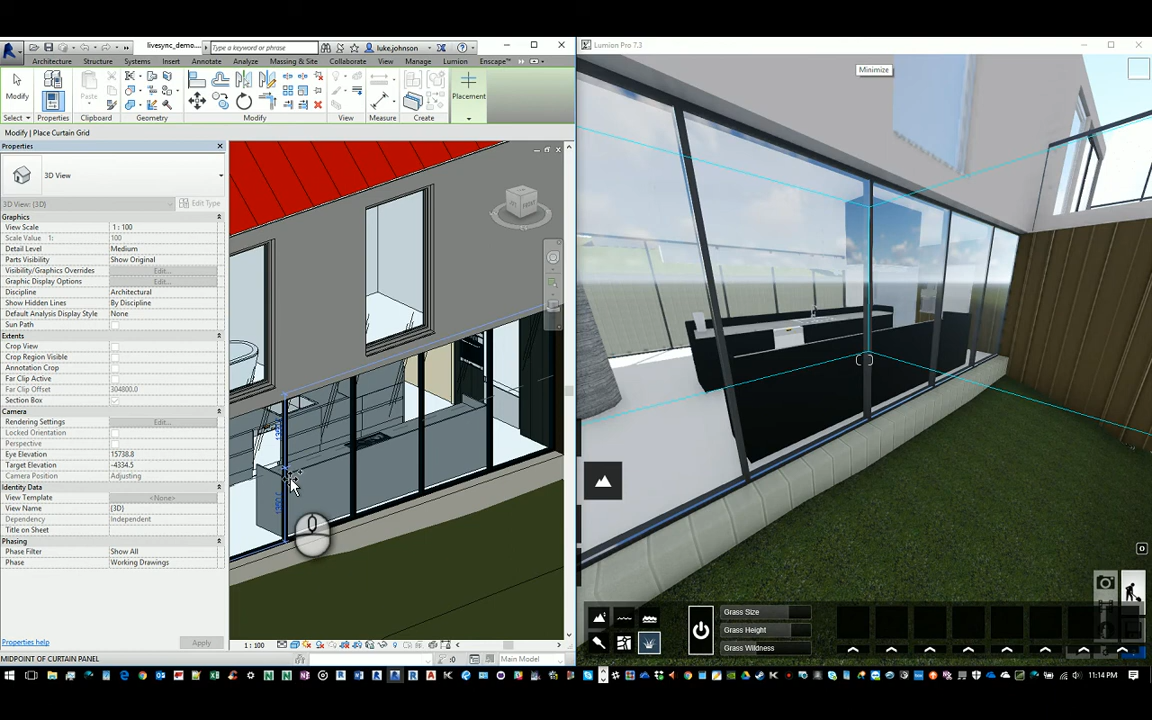 livesync_demo...
Type a keyword or phrase
luke.johnson
Lumion Pro 7.3
Architecture Structure Systems Insert Annotate Analyze Massing & Site Collaborate View Manage Lumion Enscape™
Minimize
Modify
Paste
Placement
Select Properties Clipboard Geometry Modify View Measure Create
Modify | Place Curtain Grid
Properties
3D View
3D View: {3D}
Edit Type
Graphics
View Scale 1 : 100
Scale Value 1: 100
Detail Level Medium
Parts Visibility Show Original
Visibility/Graphics Overrides Edit...
Graphic Display Options Edit...
Discipline Architectural
Show Hidden Lines By Discipline
Default Analysis Display Style None
Sun Path
Extents
Crop View
Crop Region Visible
Annotation Crop
Far Clip Active
Far Clip Offset 304800.0
Section Box
Camera
Rendering Settings Edit...
Locked Orientation
Perspective
Eye Elevation 15738.8
Target Elevation -4334.5
Camera Position Adjusting
Identity Data
View Template <None>
View Name {3D}
Dependency Independent
Title on Sheet
Phasing
Phase Filter Show All
Phase Working Drawings
FRONT
Grass Size
Grass Height
Grass Wildness
Properties help
Apply
1 : 100
MIDPOINT OF CURTAIN PANEL
:0
Main Model
11:14 PM